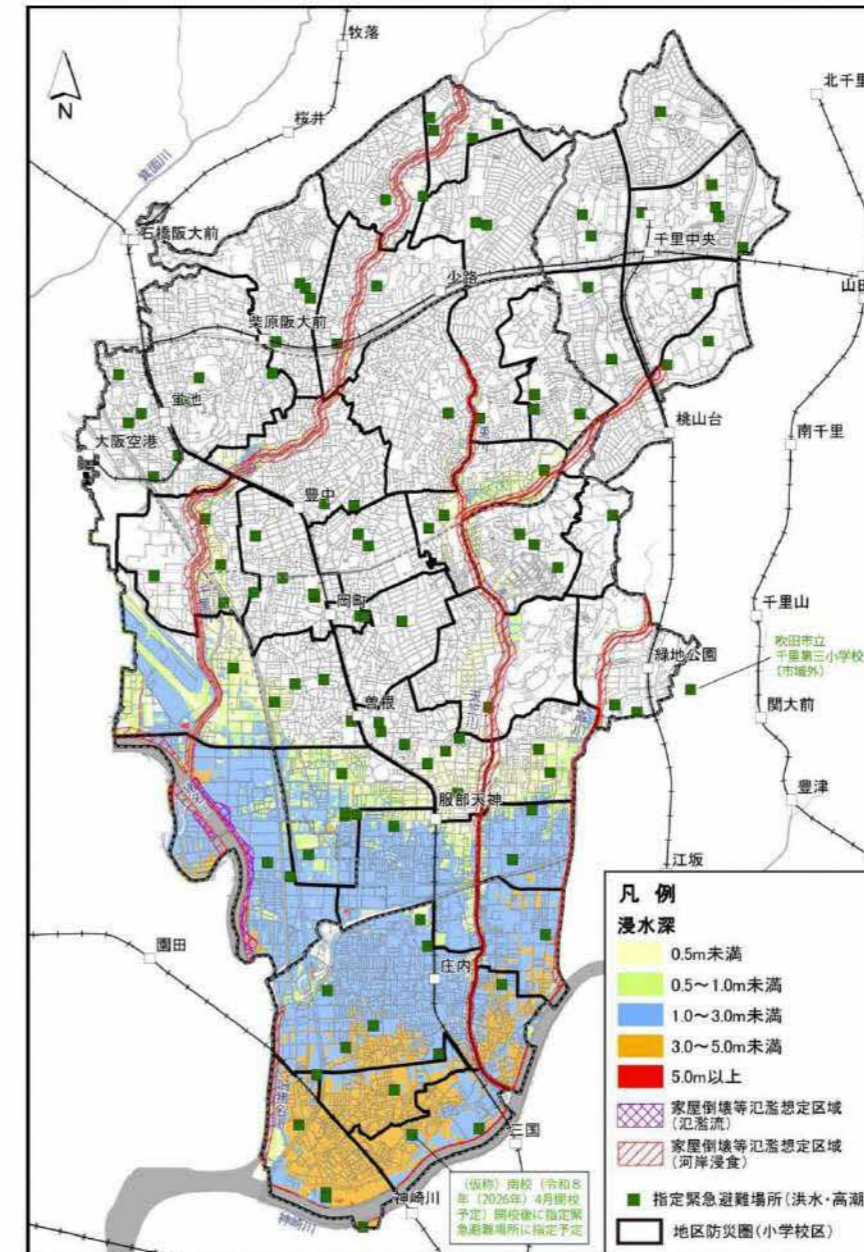 牧落
北千里
N
桜井
箕面川
石橋阪大前
千里中央
少路
山田
柴原阪大前
蛍池
大阪空港
桃山台
南千里
豊中
千里山
岡町
緑地公園
吹田市立
千里第三小学校
(市域外)
曽根
天竺川
高川
関大前
豊津
服部天神
江坂
園田
庄内
三国
神崎川
神崎川
(仮称)南校(令和8
年(2026年)4月開校
予定)開校後に指定緊
急避難場所に指定予定
凡 例
浸水深
0.5m未満
0.5～1.0m未満
1.0～3.0m未満
3.0～5.0m未満
5.0m以上
家屋倒壊等氾濫想定区域
(氾濫流)
家屋倒壊等氾濫想定区域
(河岸浸食)
指定緊急避難場所(洪水・高潮
地区防災圏(小学校区)